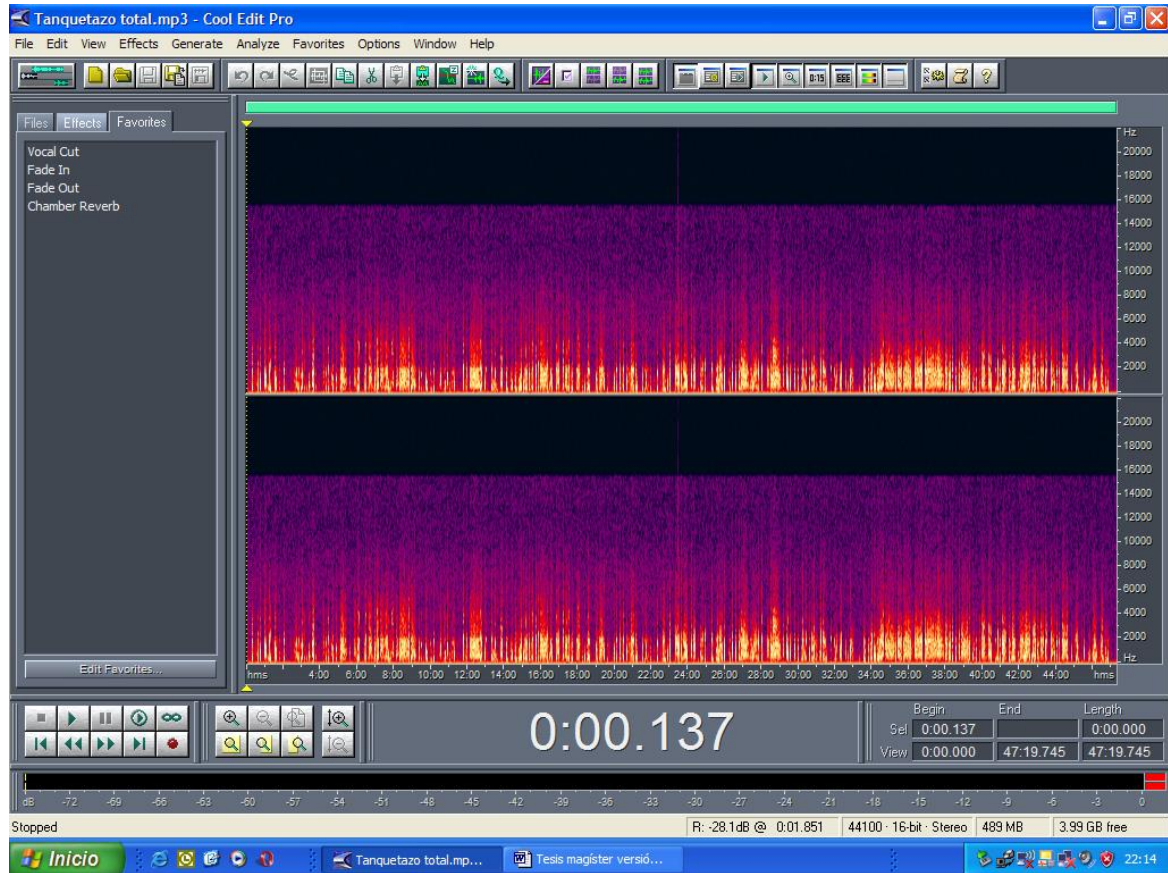 Tanquetazo total.mp3 - Cool Edit Pro
File Edit View Effects Generate Analyze Favorites Options Window Help
Files Effects Favorites
Vocal Cut
Fade In
Fade Out
Chamber Reverb
Edit Favorites...
Hz
20000
18000
16000
14000
12000
10000
8000
6000
4000
2000
20000
18000
16000
14000
12000
10000
8000
6000
4000
2000
Hz
hms 4:00 6:00 8:00 10:00 12:00 14:00 16:00 18:00 20:00 22:00 24:00 26:00 28:00 30:00 32:00 34:00 36:00 38:00 40:00 42:00 44:00 hms
0:00.137
Begin End Length
Sel 0:00.137 0:00.000
View 0:00.000 47:19.745 47:19.745
dB -72 -69 -66 -63 -60 -57 -54 -51 -48 -45 -42 -39 -36 -33 -30 -27 -24 -21 -18 -15 -12 -9 -6 -3 0
Stopped R: -28.1dB @ 0:01.851 44100 · 16-bit · Stereo 489 MB 3.99 GB free
Inicio Tanquetazo total.mp... Tesis magíster versió... 22:14